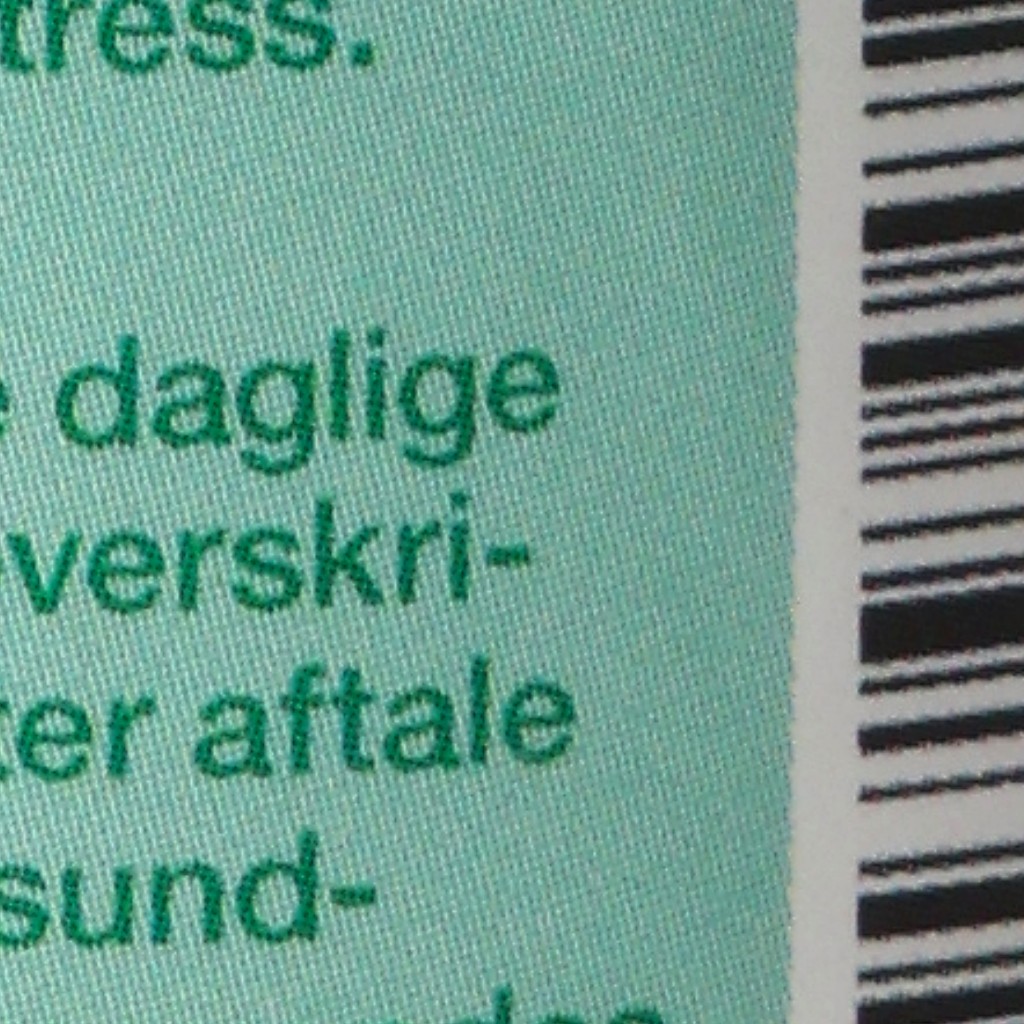 tress.
daglige
verskri-
ter aftale
sund-